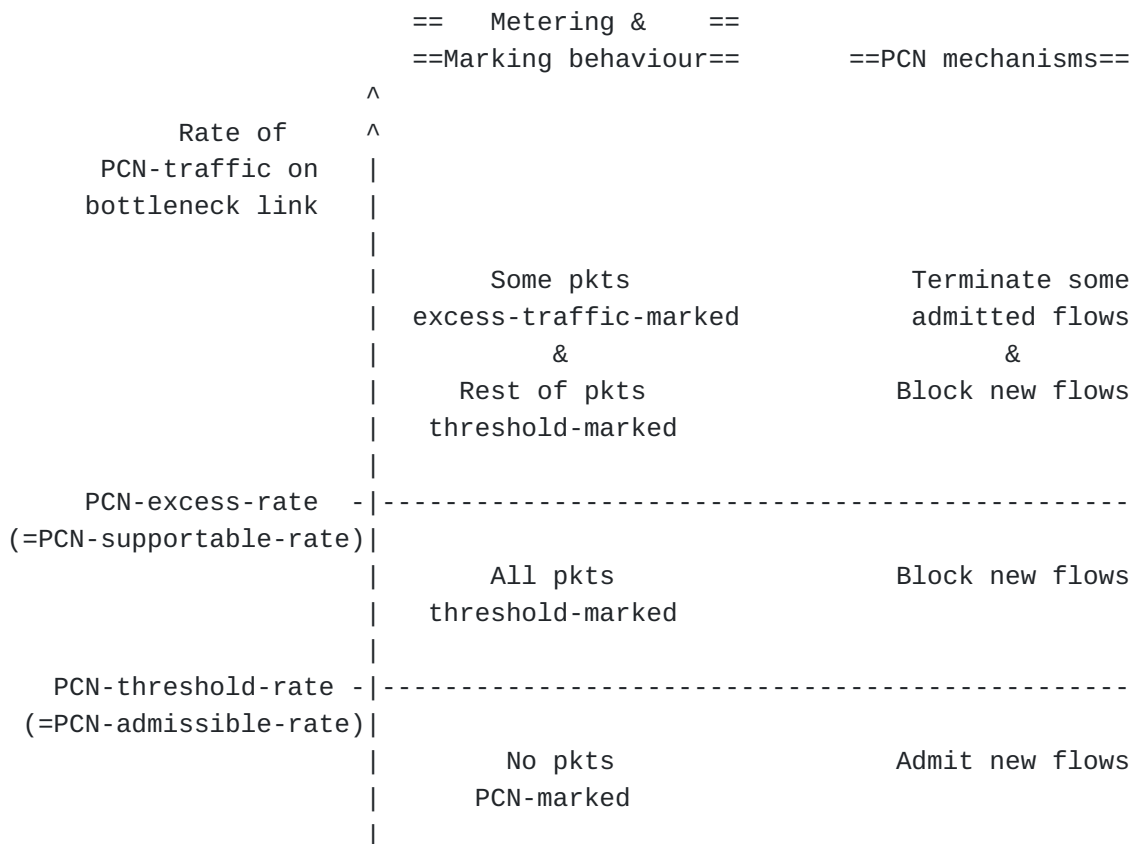 ==   Metering &    ==
==Marking behaviour==       ==PCN mechanisms==
^
Rate of     ^
PCN-traffic on   |
bottleneck link   |
|
|       Some pkts                  Terminate some
|  excess-traffic-marked           admitted flows
|           &                            &
|     Rest of pkts                Block new flows
|   threshold-marked
|
PCN-excess-rate  -|------------------------------------------------
(=PCN-supportable-rate)|
|       All pkts                 Block new flows
|   threshold-marked
|
PCN-threshold-rate -|------------------------------------------------
(=PCN-admissible-rate)|
|        No pkts                 Admit new flows
|      PCN-marked
|